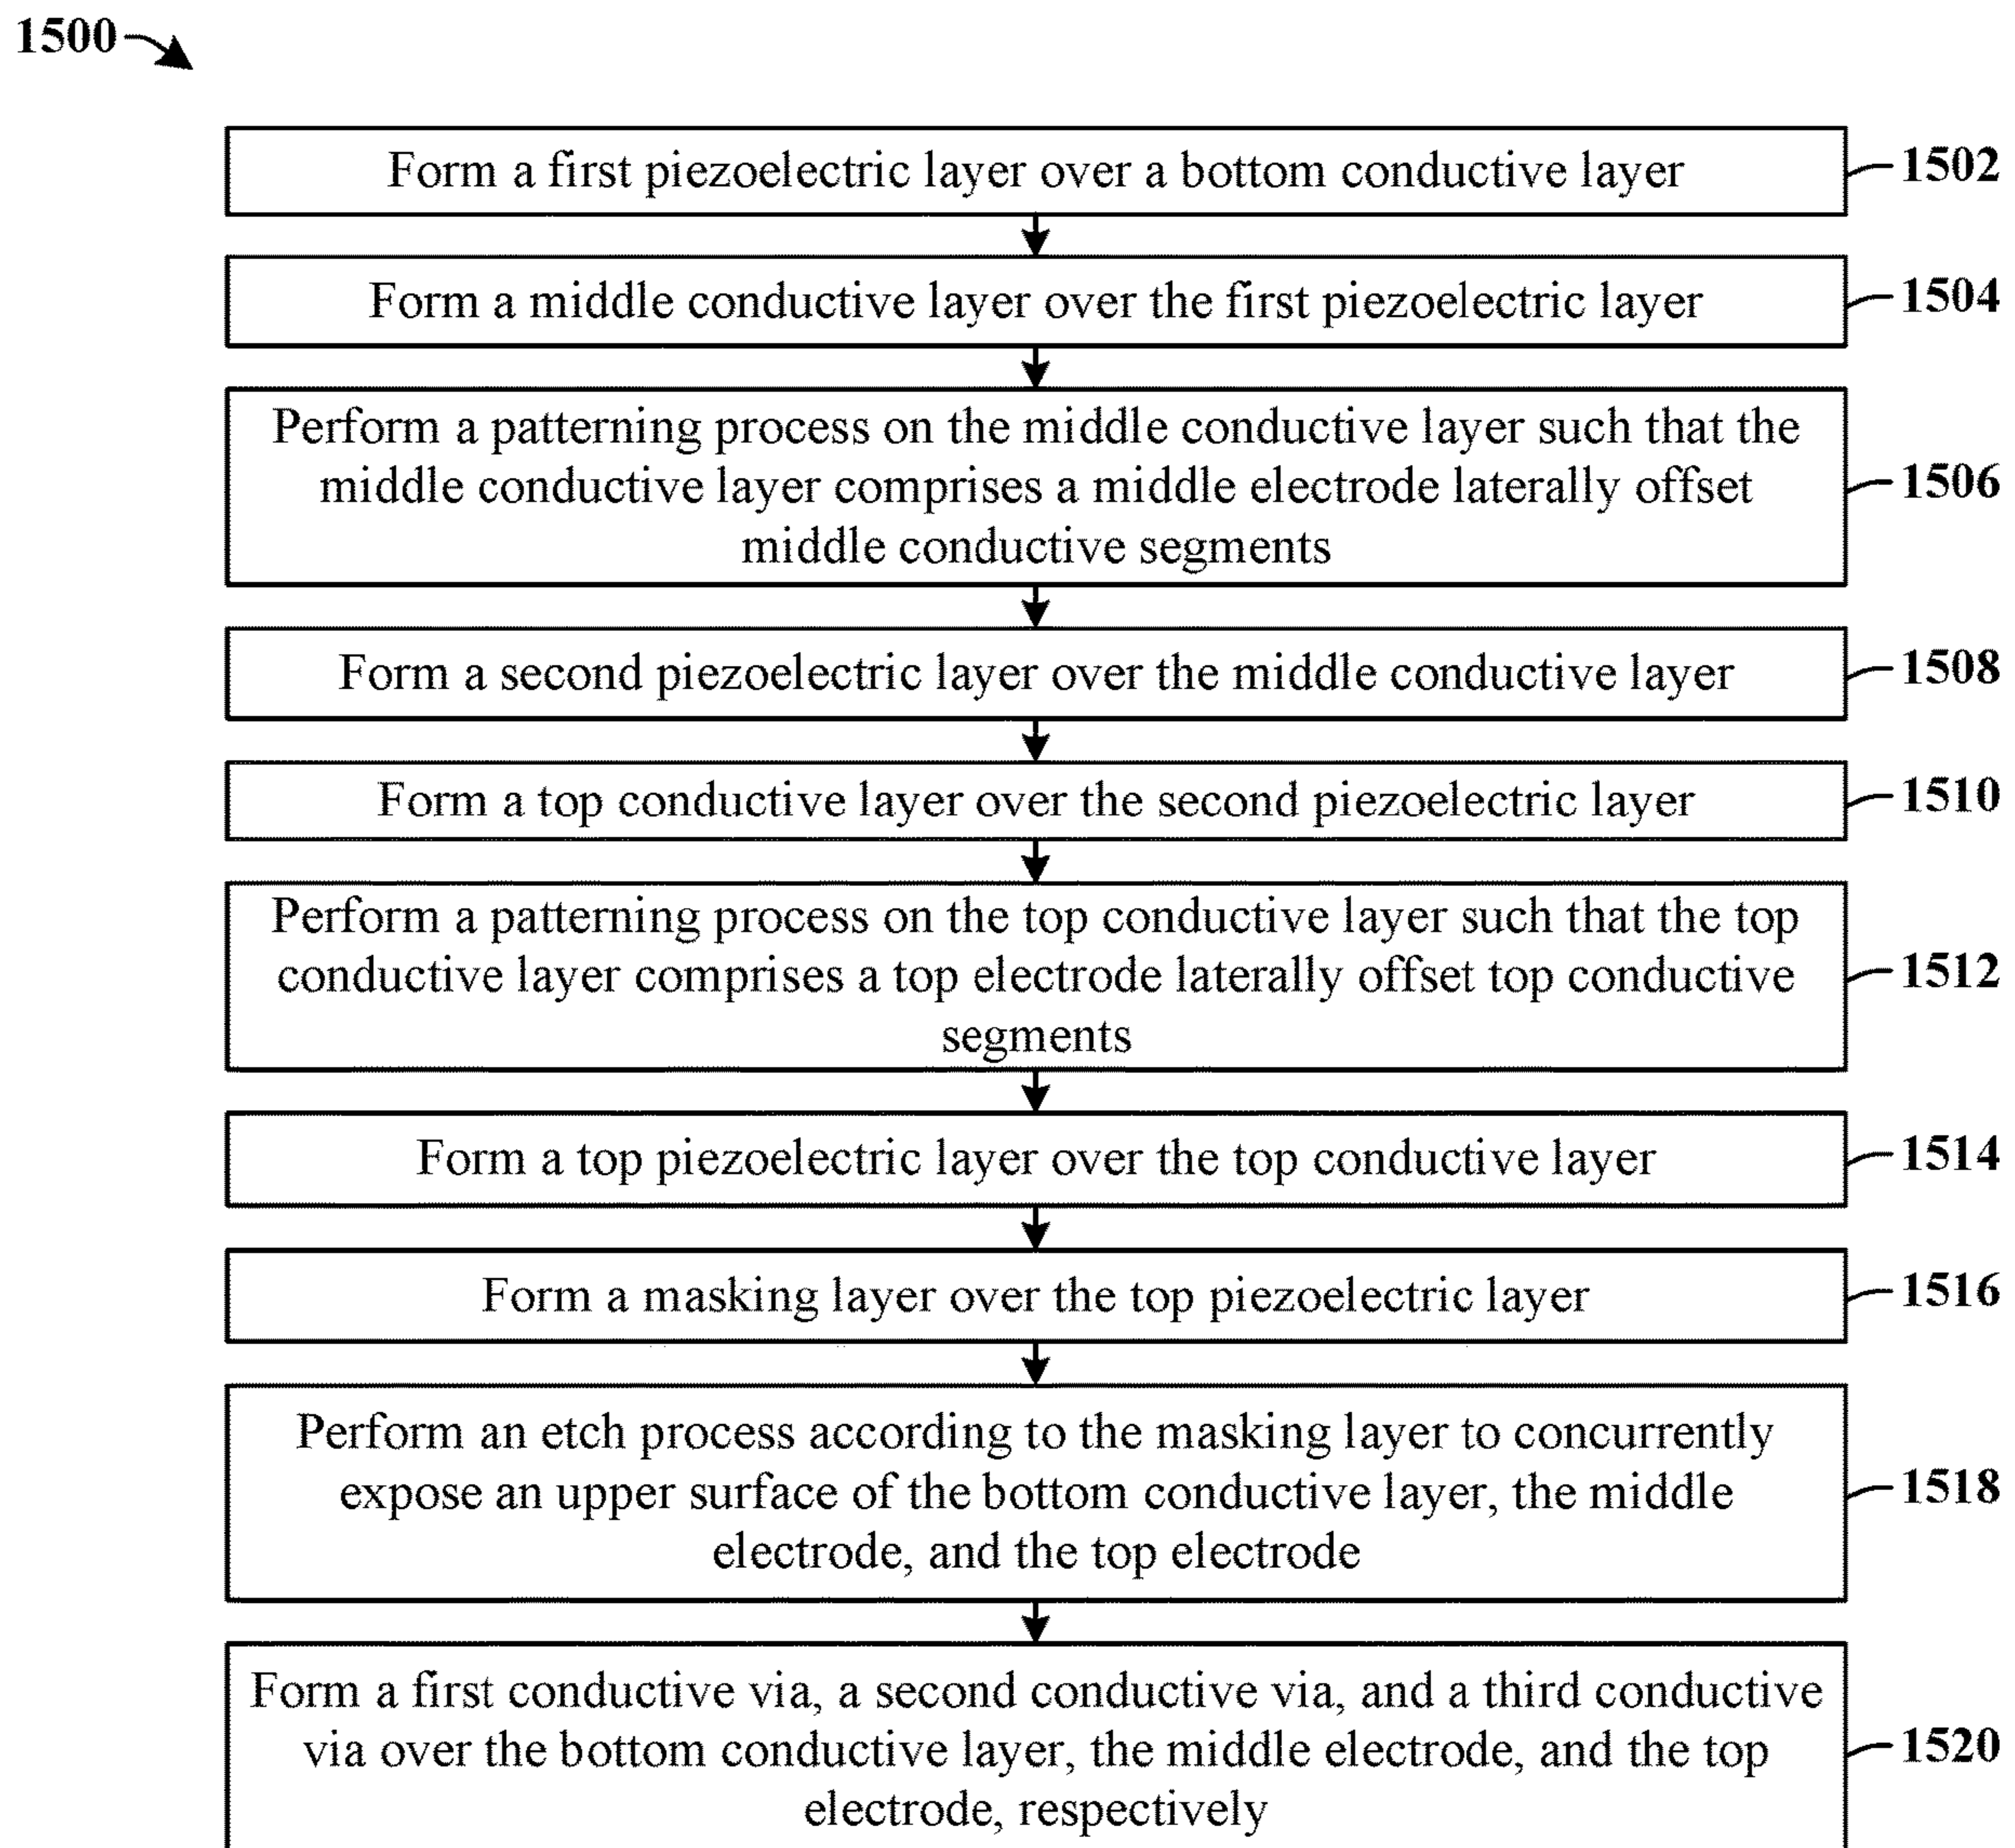 1500
Form a first piezoelectric layer over a bottom conductive layer
1502
Form a middle conductive layer over the first piezoelectric layer
1504
Perform a patterning process on the middle conductive layer such that the
middle conductive layer comprises a middle electrode laterally offset
middle conductive segments
1506
Form a second piezoelectric layer over the middle conductive layer
1508
Form a top conductive layer over the second piezoelectric layer
1510
Perform a patterning process on the top conductive layer such that the top
conductive layer comprises a top electrode laterally offset top conductive
segments
1512
Form a top piezoelectric layer over the top conductive layer
1514
Form a masking layer over the top piezoelectric layer
1516
Perform an etch process according to the masking layer to concurrently
expose an upper surface of the bottom conductive layer, the middle
electrode, and the top electrode
1518
Form a first conductive via, a second conductive via, and a third conductive
via over the bottom conductive layer, the middle electrode, and the top
electrode, respectively
1520